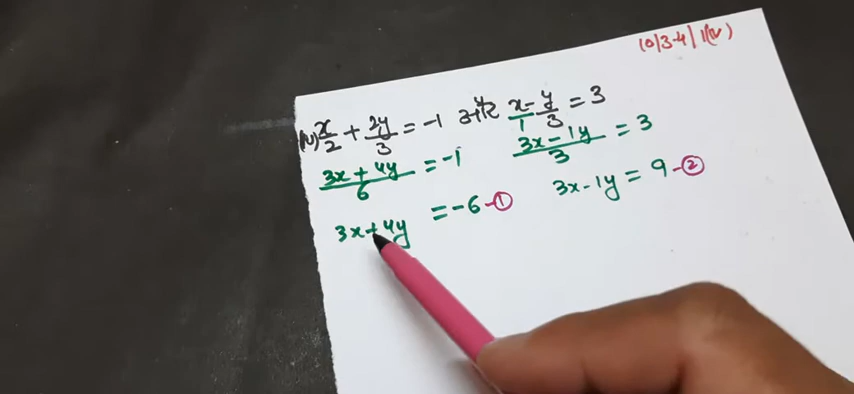 10/3.4/1(iv)
(iv) x/2 + 2y/3 = -1 और x/1 - y/3 = 3
3x + 4y/6 = -1
3x - 1y/3 = 3
3x + 4y = -6 - ①
3x - 1y = 9 - ②